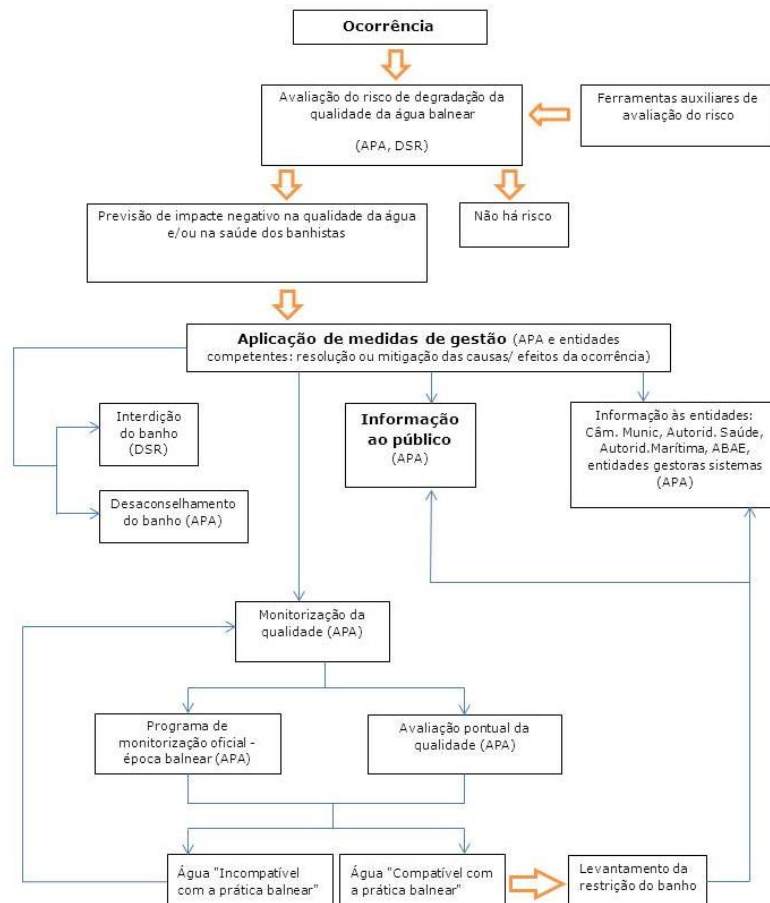 Ocorrência
Avaliação do risco de degradação da
qualidade da água balnear
(APA, DSR)
Ferramentas auxiliares de
avaliação do risco
Previsão de impacte negativo na qualidade da água
e/ou na saúde dos banhistas
Não há risco
Aplicação de medidas de gestão (APA e entidades
competentes: resolução ou mitigação das causas/ efeitos da ocorrência)
Interdição
do banho
(DSR)
Informação
ao público
(APA)
Informação às entidades:
Câm. Munic, Autorid. Saúde,
Autorid.Marítima, ABAE,
entidades gestoras sistemas
(APA)
Desaconselhamento
do banho (APA)
Monitorização da
qualidade (APA)
Programa de
monitorização oficial -
época balnear (APA)
Avaliação pontual da
qualidade (APA)
Água "Incompatível
com a prática balnear"
Água "Compatível com
a prática balnear"
Levantamento da
restrição do banho